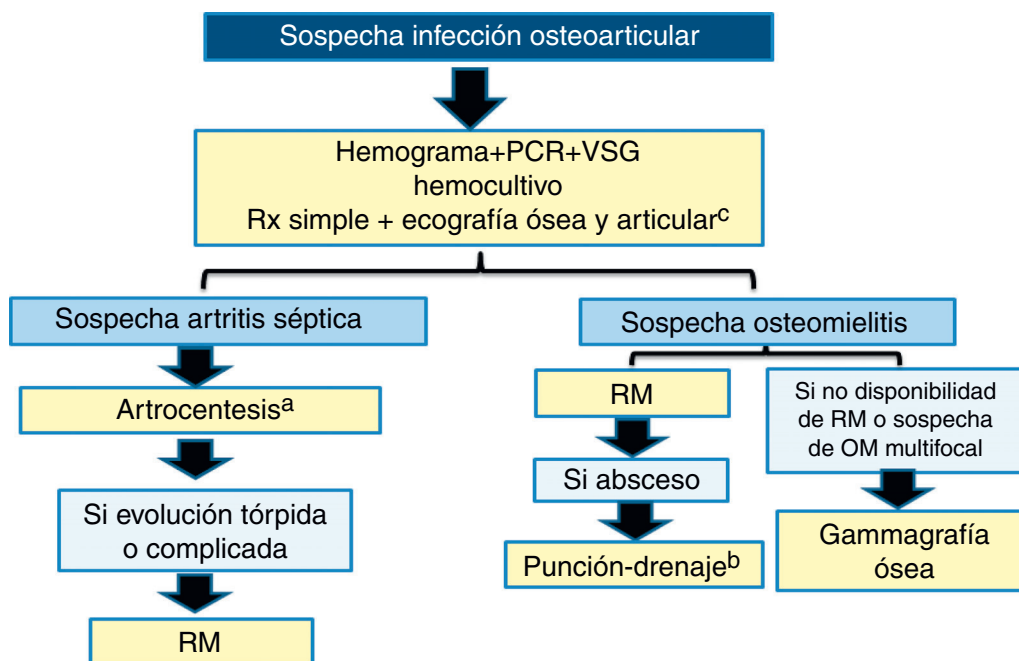 Sospecha infección osteoarticular
Hemograma+PCR+VSG
hemocultivo
Rx simple + ecografía ósea y articularc
Sospecha artritis séptica
Artrocentesisa
Si evolución tórpida
o complicada
RM
Sospecha osteomielitis
RM
Si absceso
Punción-drenajeb
Si no disponibilidad
de RM o sospecha
de OM multifocal
Gammagrafía
ósea